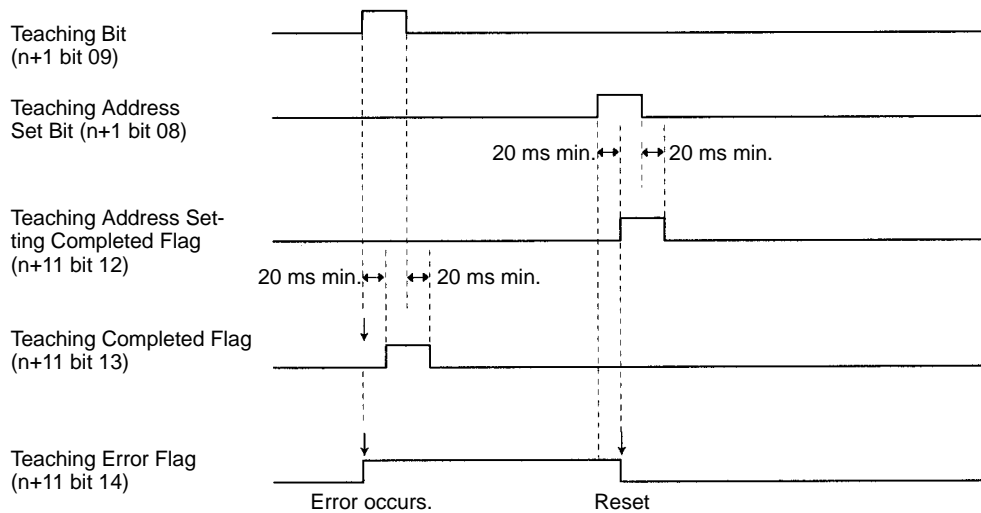 Teaching Bit
(n+1 bit 09)
Teaching Address
Set Bit (n+1 bit 08)
20 ms min.
20 ms min.
Teaching Address Set-
ting Completed Flag
(n+11 bit 12)
20 ms min.
20 ms min.
Teaching Completed Flag
(n+11 bit 13)
Teaching Error Flag
(n+11 bit 14)
Error occurs.
Reset